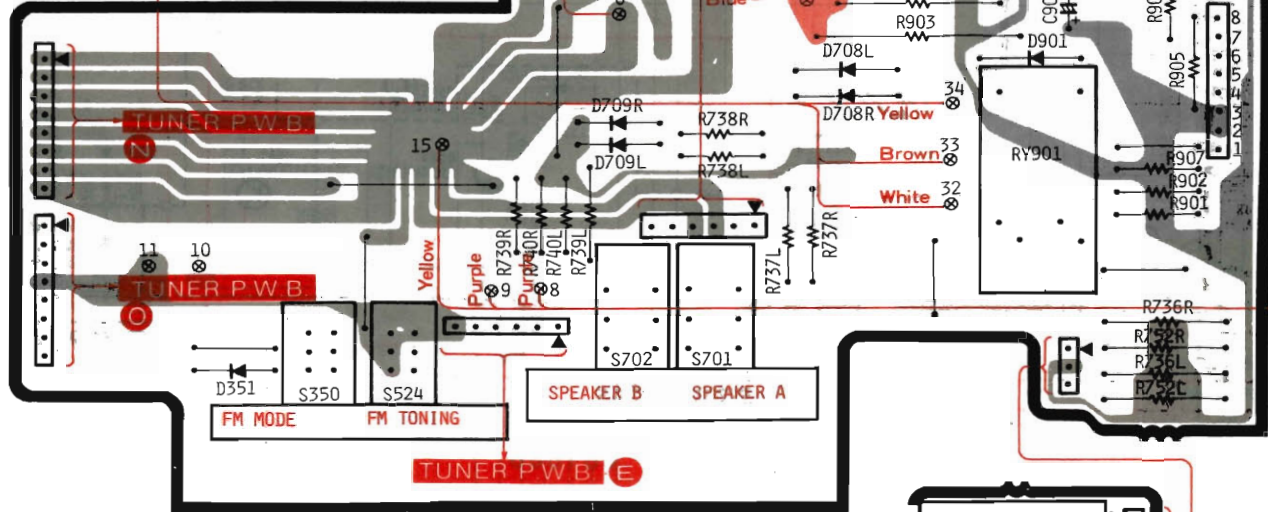 Blue
R903
D708L
D901
R905
8
7
6
5
4
3
2
1
34
D709R
D708R
Yellow
TUNER P.W.B.
N
15
R738R
33
D709L
R738L
Brown
RY901
R907
R902
R901
32
White
R739R
R740R
R740L
R739L
R737L
R737R
11
10
Yellow
Purple
9
Purple
8
TUNER P.W.B.
O
R736R
R752R
R736L
R752L
D351
S350
S524
S702
S701
SPEAKER B
SPEAKER A
FM MODE
FM TONING
TUNER P.W.B.
E